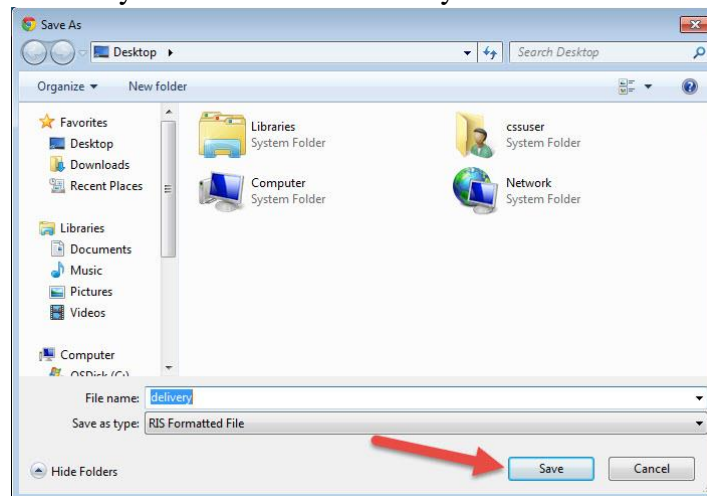 Save As
Desktop
Search Desktop
Organize
New folder
Favorites
Desktop
Downloads
Recent Places
Libraries
Documents
Music
Pictures
Videos
Computer
OSDisk (C:)
Libraries
System Folder
cssuser
System Folder
Computer
System Folder
Network
System Folder
File name: delivery
Save as type: RIS Formatted File
Hide Folders
Save
Cancel